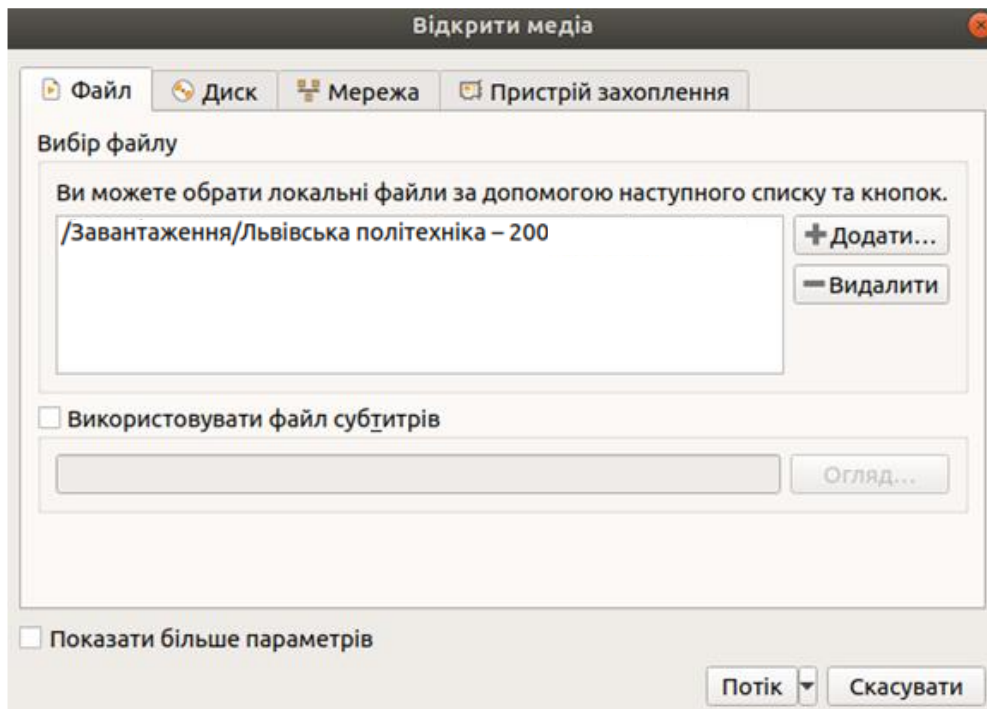 Відкрити медіа
Файл Диск Мережа Пристрій захоплення
Вибір файлу
Ви можете обрати локальні файли за допомогою наступного списку та кнопок.
/Завантаження/Львівська політехніка – 200
Додати...
Видалити
Використовувати файл субтитрів
Огляд...
Показати більше параметрів
Потік Скасувати